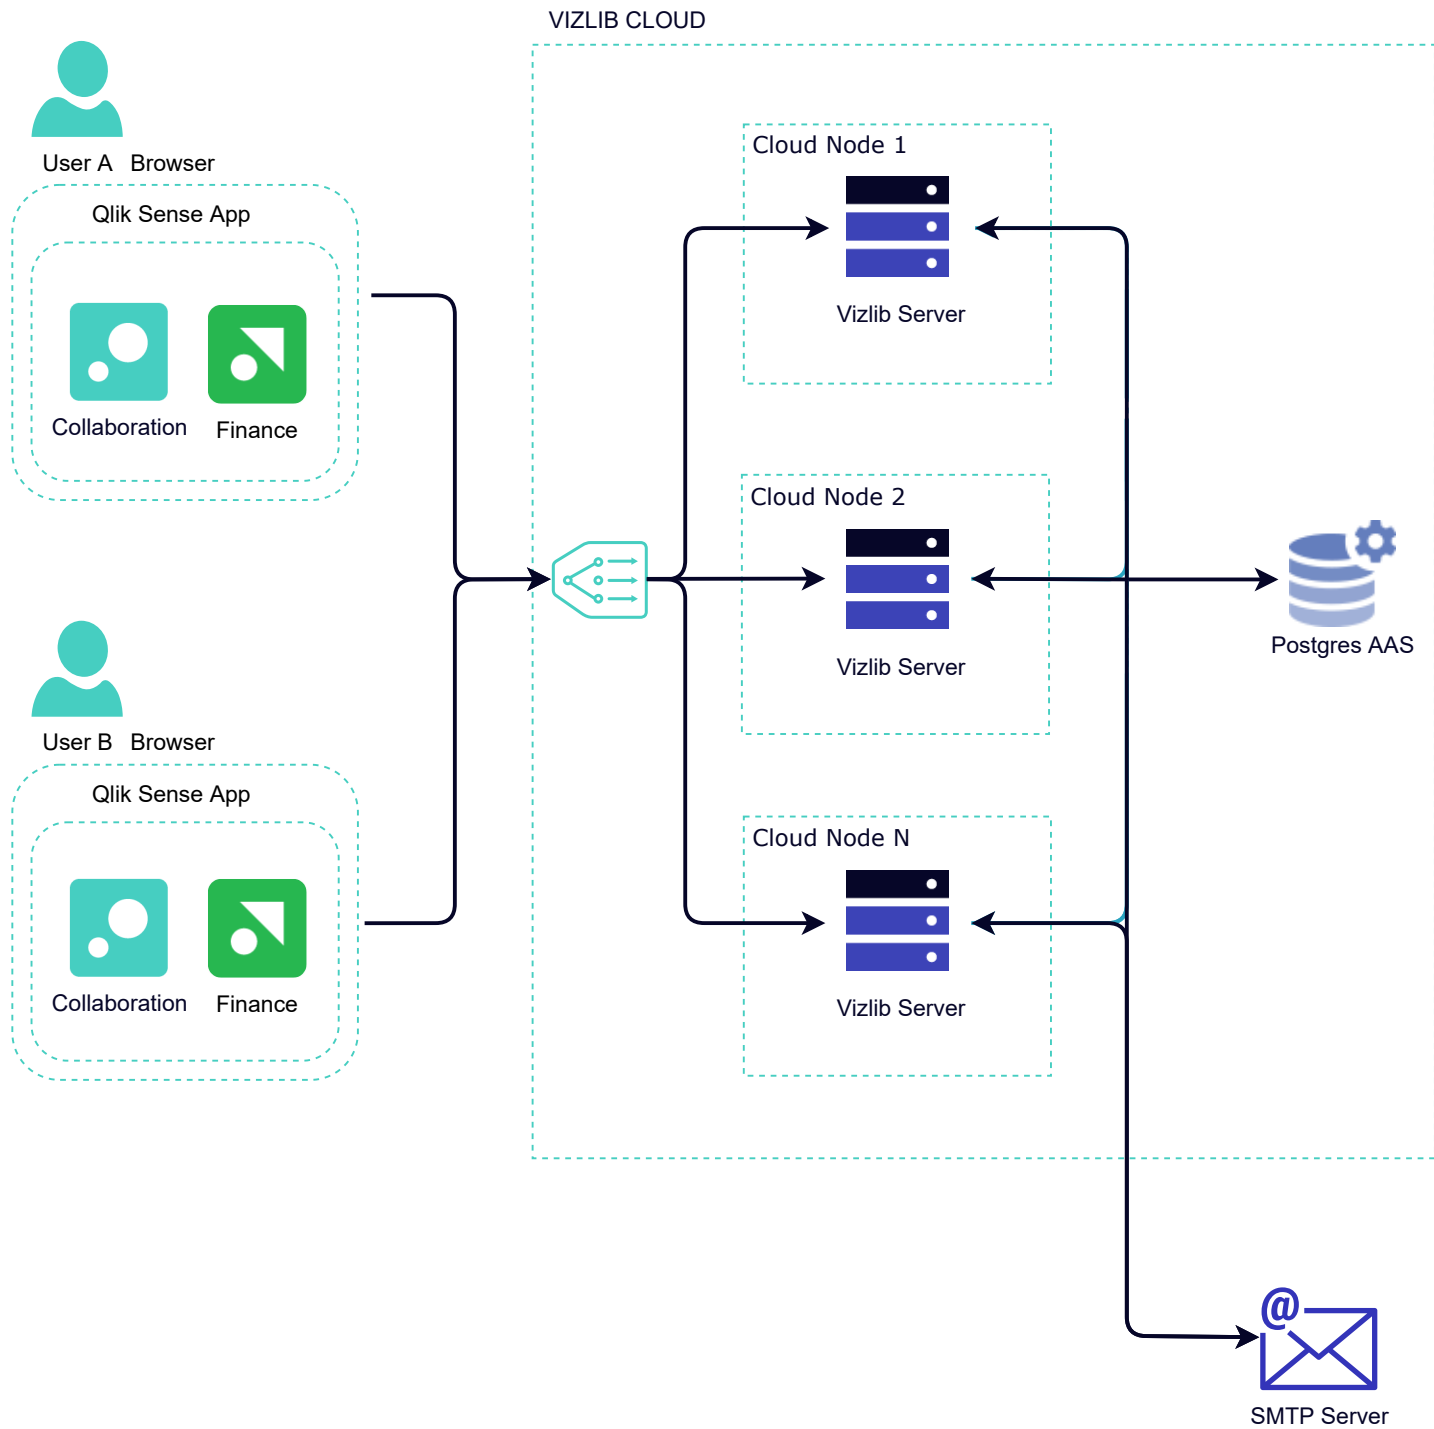 VIZLIB CLOUD
User A Browser
Qlik Sense App
Collaboration
Finance
User B Browser
Qlik Sense App
Collaboration
Finance
Cloud Node 1
Vizlib Server
Cloud Node 2
Vizlib Server
Cloud Node N
Vizlib Server
Postgres AAS
@
SMTP Server